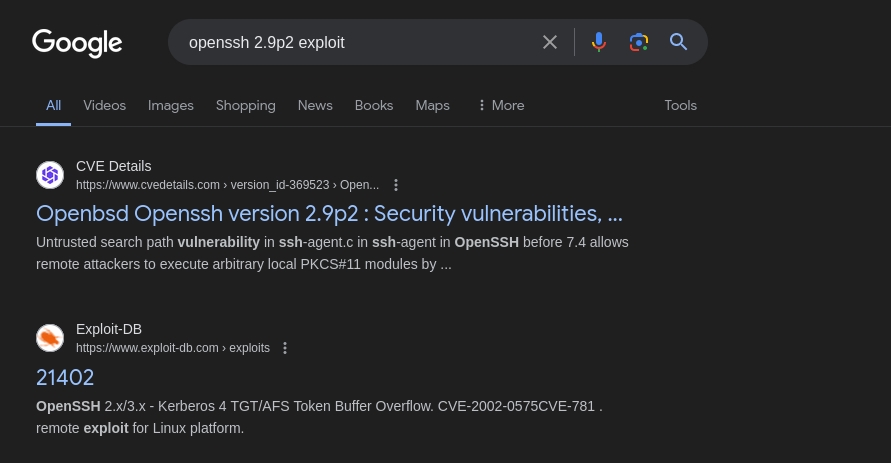 Google
openssh 2.9p2 exploit
All Videos Images Shopping News Books Maps More Tools
CVE Details
https://www.cvedetails.com › version_id-369523 › Open...
Openbsd Openssh version 2.9p2 : Security vulnerabilities, ...
Untrusted search path vulnerability in ssh-agent.c in ssh-agent in OpenSSH before 7.4 allows
remote attackers to execute arbitrary local PKCS#11 modules by ...
Exploit-DB
https://www.exploit-db.com › exploits
21402
OpenSSH 2.x/3.x - Kerberos 4 TGT/AFS Token Buffer Overflow. CVE-2002-0575CVE-781 .
remote exploit for Linux platform.